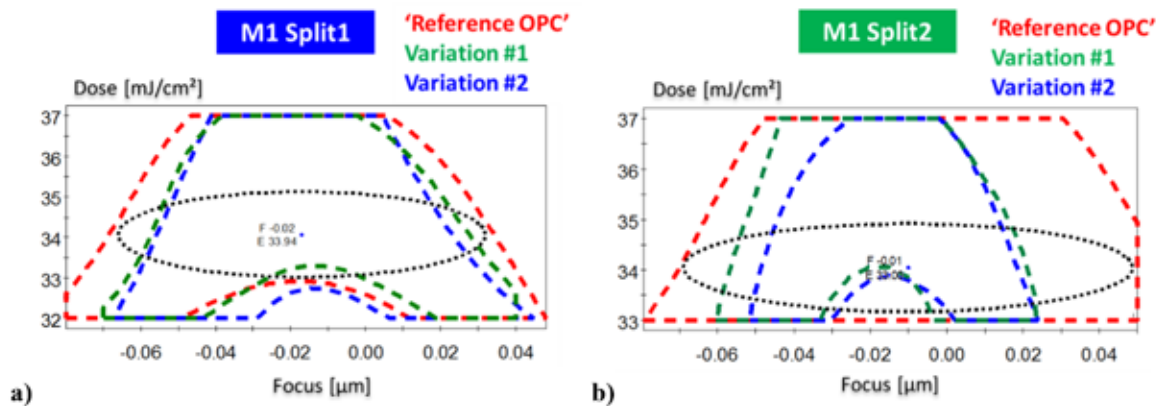 M1 Split1
'Reference OPC'
Variation #1
Variation #2
Dose [mJ/cm²]
37
36
35
34
33
32
F -0.02
E 33.94
-0.06
-0.04
-0.02
0.00
0.02
0.04
Focus [µm]
a)
M1 Split2
'Reference OPC'
Variation #1
Variation #2
Dose [mJ/cm²]
37
36
35
34
33
F -0.01
-0.06
-0.04
-0.02
0.00
0.02
0.04
Focus [µm]
b)